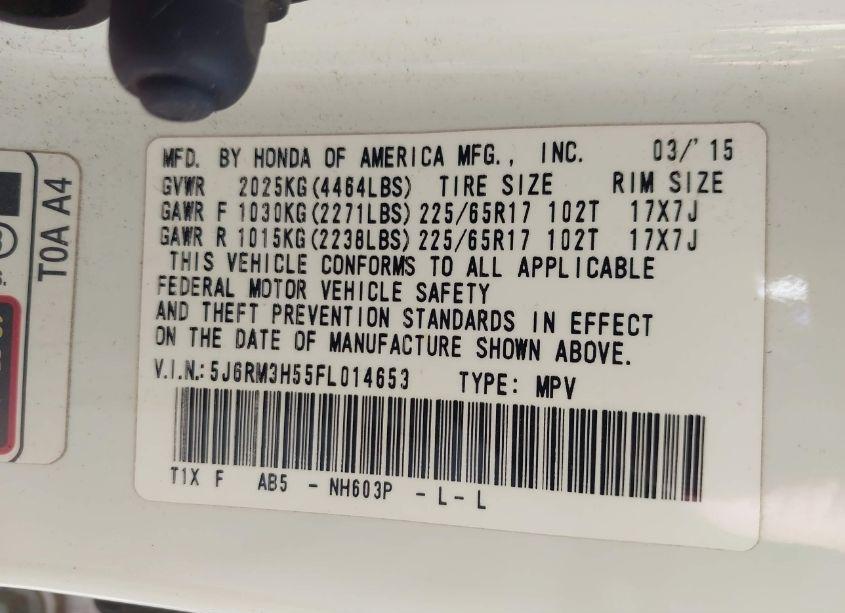 MFD. BY HONDA OF AMERICA MFG., INC. 03/'15
GVWR 2025KG(4464LBS) TIRE SIZE RIM SIZE
GAWR F 1030KG(2271LBS) 225/65R17 102T 17X7J
GAWR R 1015KG(2238LBS) 225/65R17 102T 17X7J
THIS VEHICLE CONFORMS TO ALL APPLICABLE
FEDERAL MOTOR VEHICLE SAFETY
AND THEFT PREVENTION STANDARDS IN EFFECT
ON THE DATE OF MANUFACTURE SHOWN ABOVE.
V.I.N.: 5J6RM3H55FL014653 TYPE: MPV
T1X F AB5 - NH603P - L - L
T0A A4